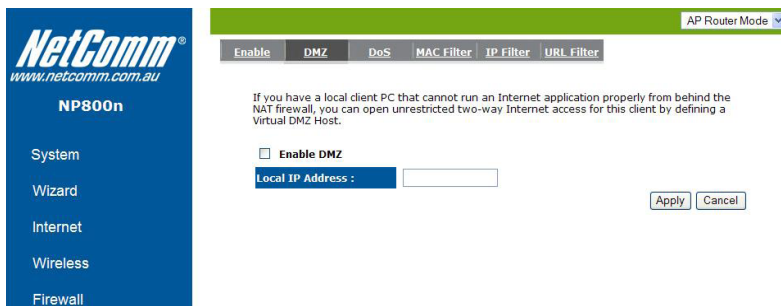 AP Router Mode
NetComm®
www.netcomm.com.au
NP800n
System
Wizard
Internet
Wireless
Firewall
Enable DMZ DoS MAC Filter IP Filter URL Filter
If you have a local client PC that cannot run an Internet application properly from behind the
NAT firewall, you can open unrestricted two-way Internet access for this client by defining a
Virtual DMZ Host.
Enable DMZ
Local IP Address :
Apply Cancel